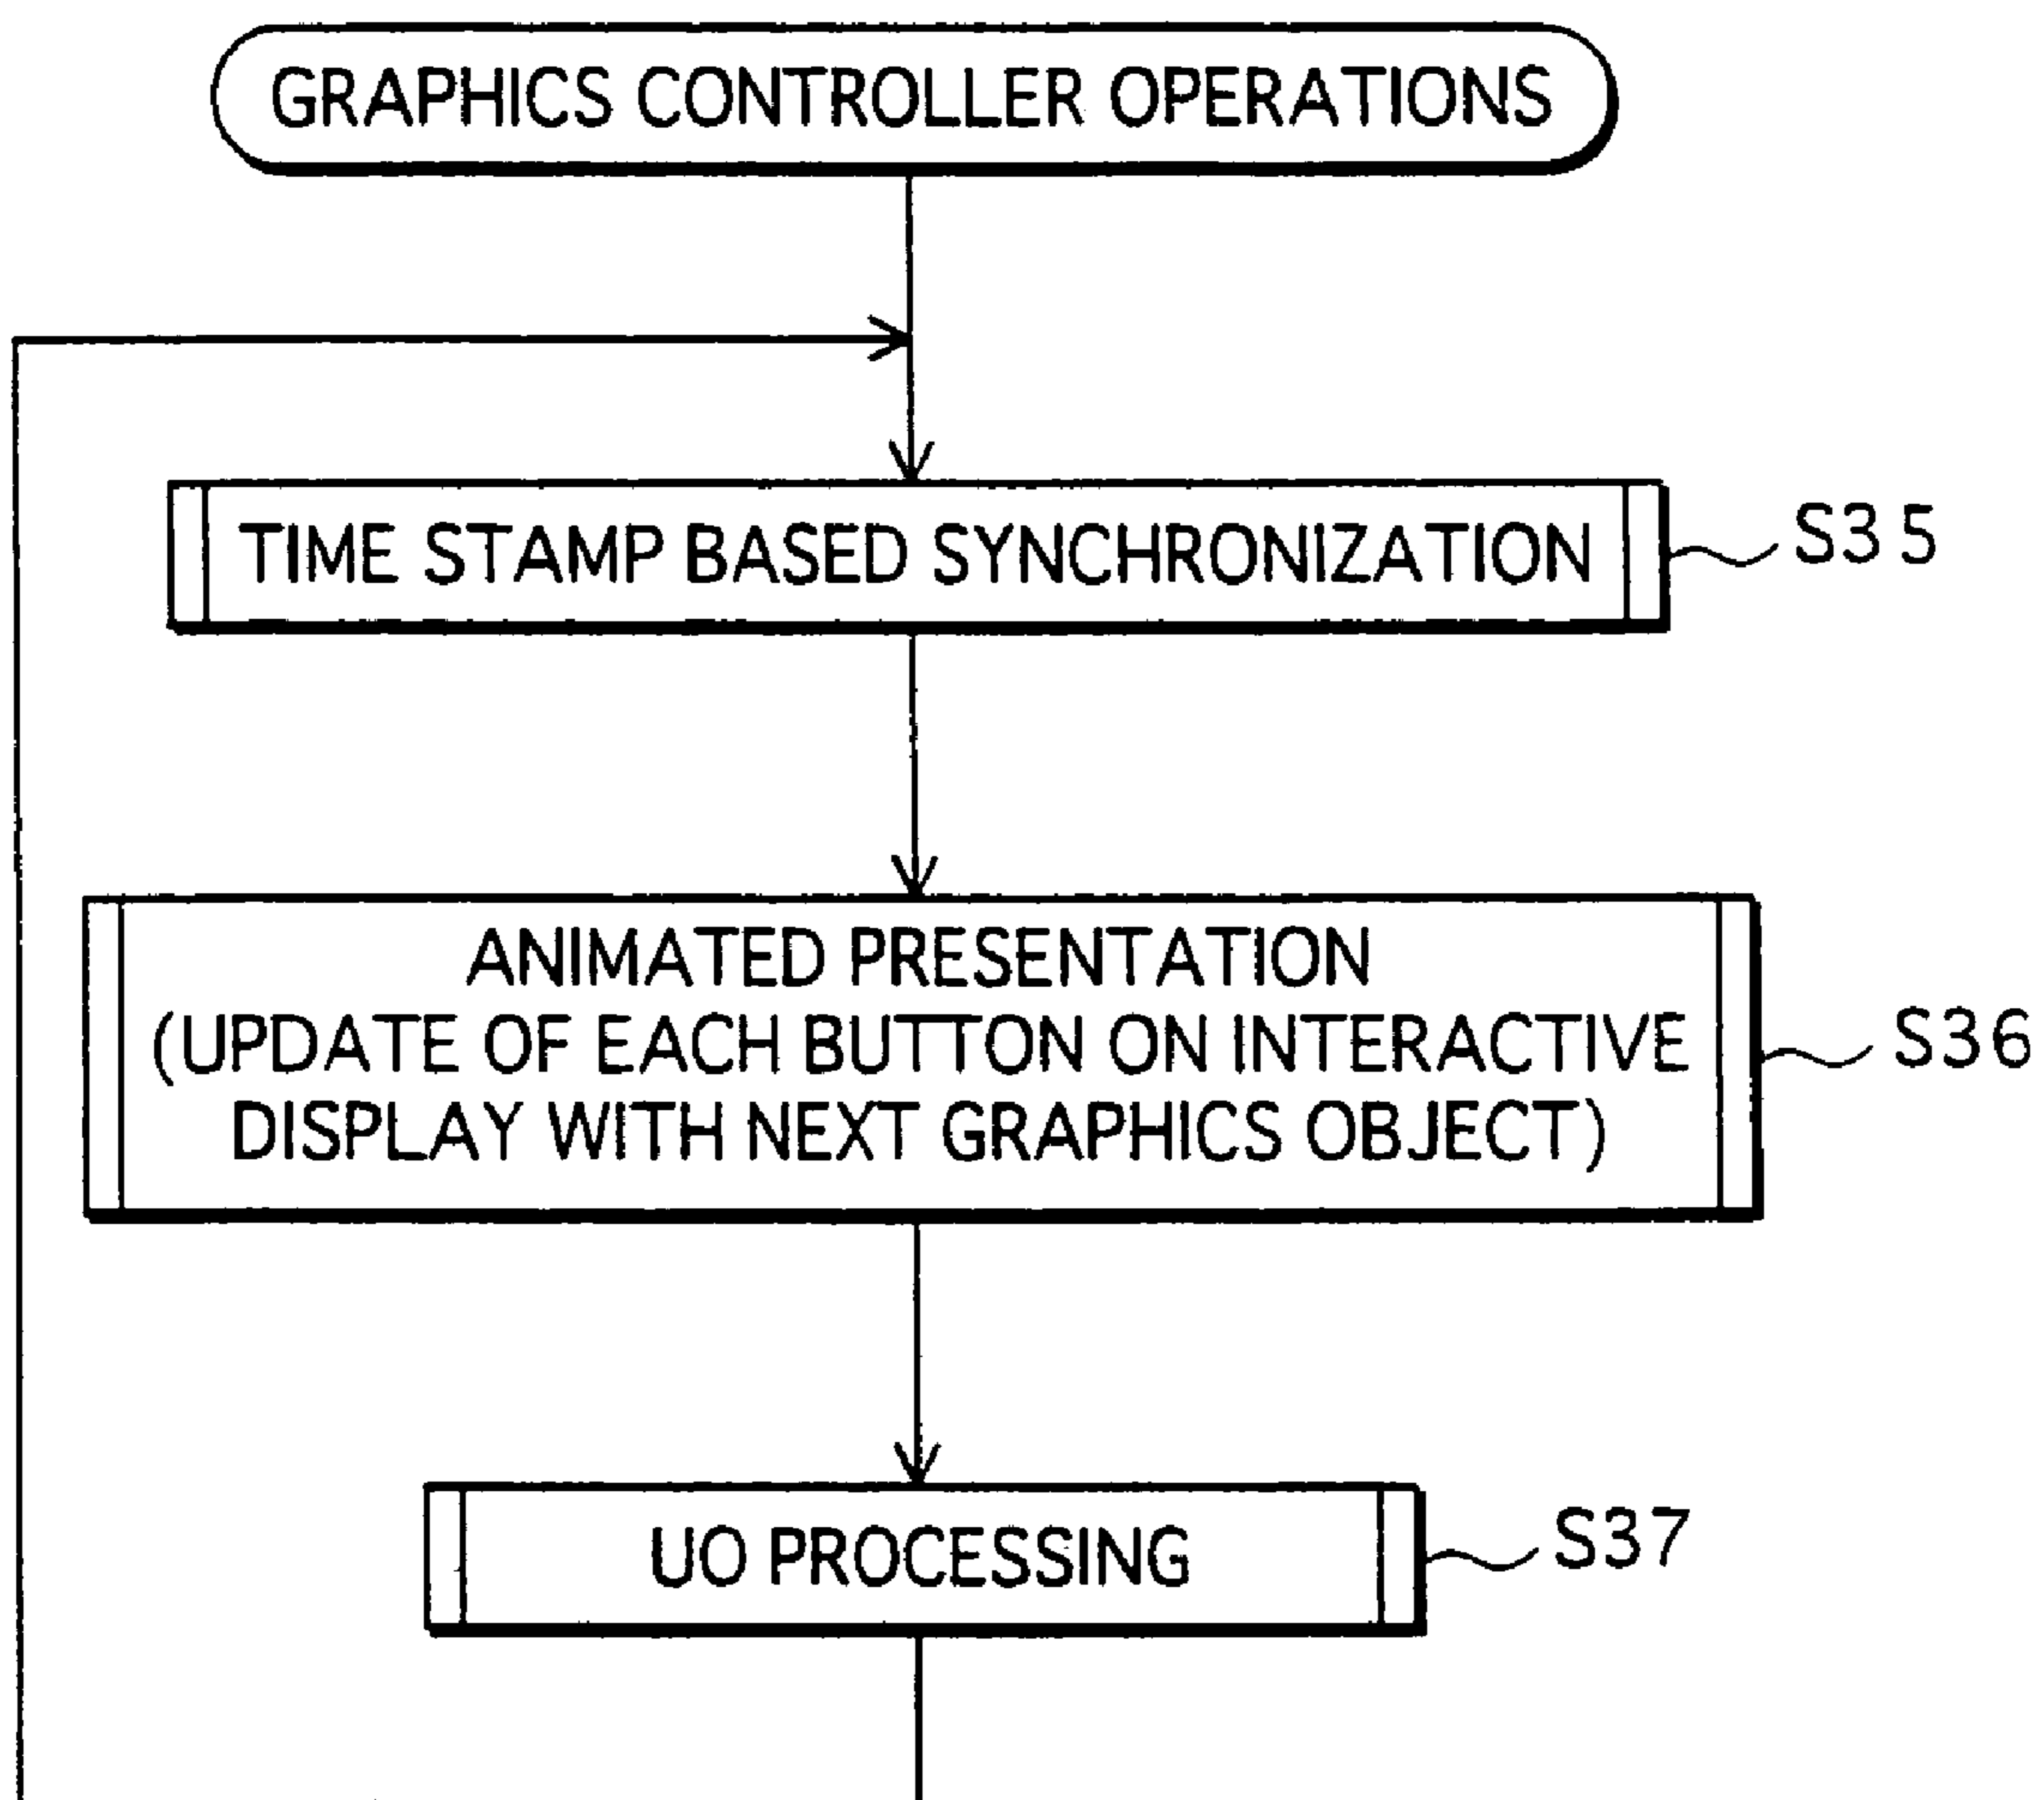 GRAPHICS CONTROLLER OPERATIONS
TIME STAMP BASED SYNCHRONIZATION
S35
ANIMATED PRESENTATION
(UPDATE OF EACH BUTTON ON INTERACTIVE
DISPLAY WITH NEXT GRAPHICS OBJECT)
S36
UO PROCESSING
S37